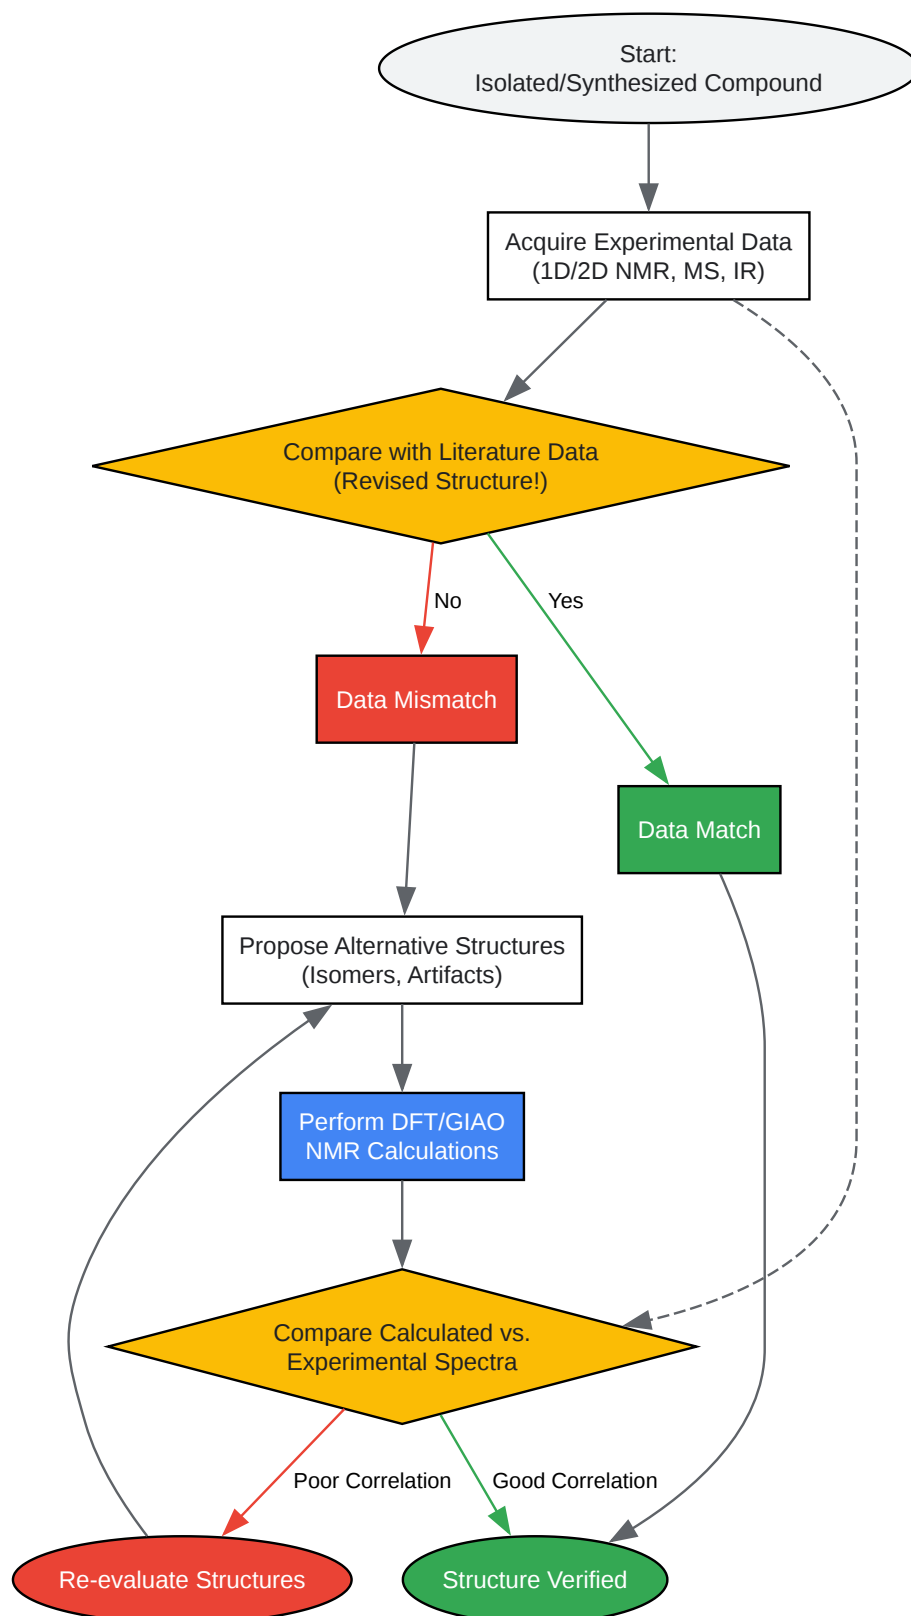 Start:
Isolated/Synthesized Compound
Acquire Experimental Data
(1D/2D NMR, MS, IR)
Compare with Literature Data
(Revised Structure!)
No
Yes
Data Mismatch
Data Match
Propose Alternative Structures
(Isomers, Artifacts)
Perform DFT/GIAO
NMR Calculations
Compare Calculated vs.
Experimental Spectra
Poor Correlation
Good Correlation
Re-evaluate Structures
Structure Verified